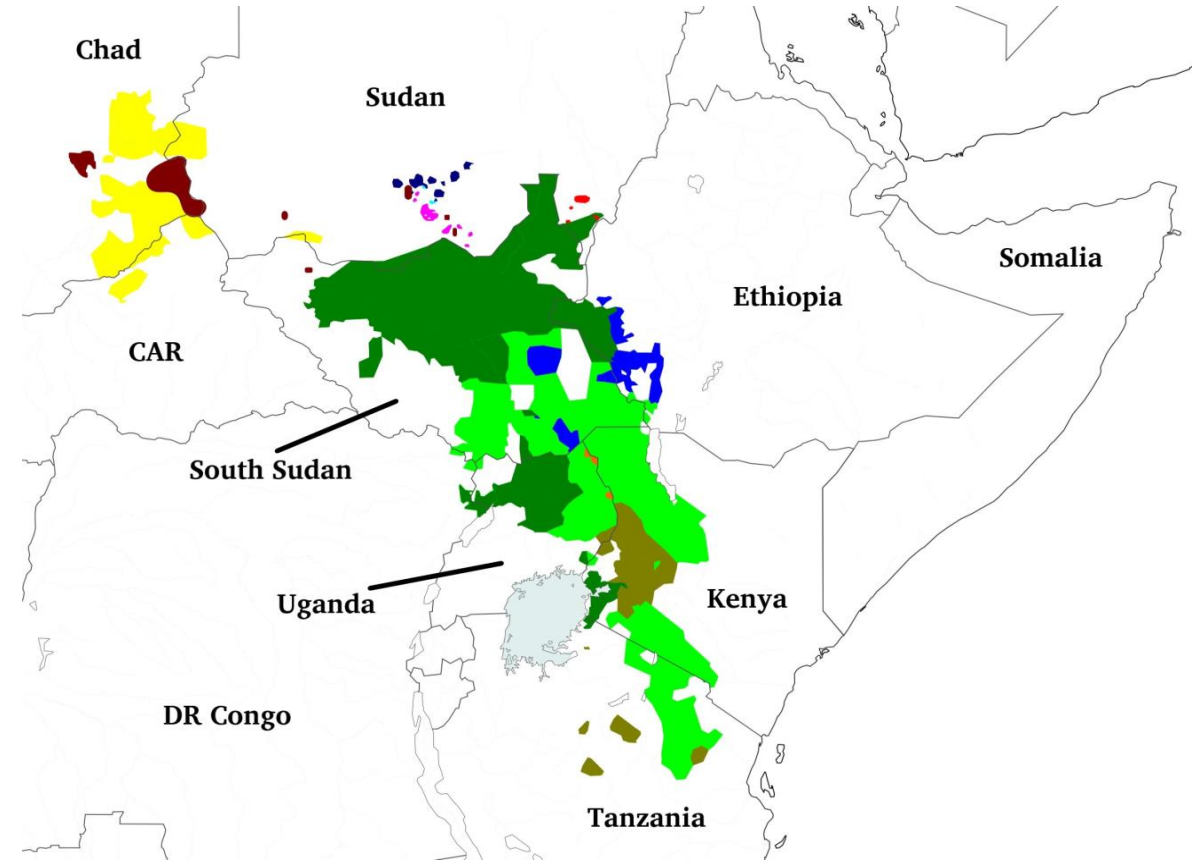 Chad
Sudan
Somalia
Ethiopia
CAR
South Sudan
Uganda
Kenya
DR Congo
Tanzania